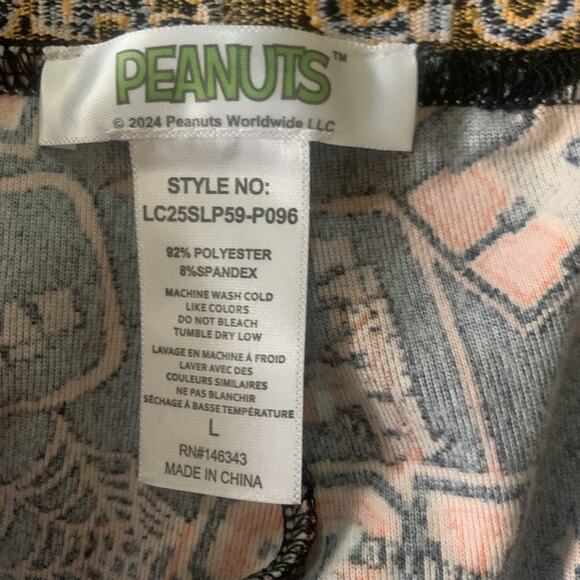 PEANUTS™
© 2024 Peanuts Worldwide LLC
STYLE NO:
LC25SLP59-P096
92% POLYESTER
8%SPANDEX
MACHINE WASH COLD
LIKE COLORS
DO NOT BLEACH
TUMBLE DRY LOW
LAVAGE EN MACHINE À FROID
LAVER AVEC DES
COULEURS SIMILAIRES
NE PAS BLANCHIR
SÉCHAGE À BASSE TEMPÉRATURE
L
RN#146343
MADE IN CHINA